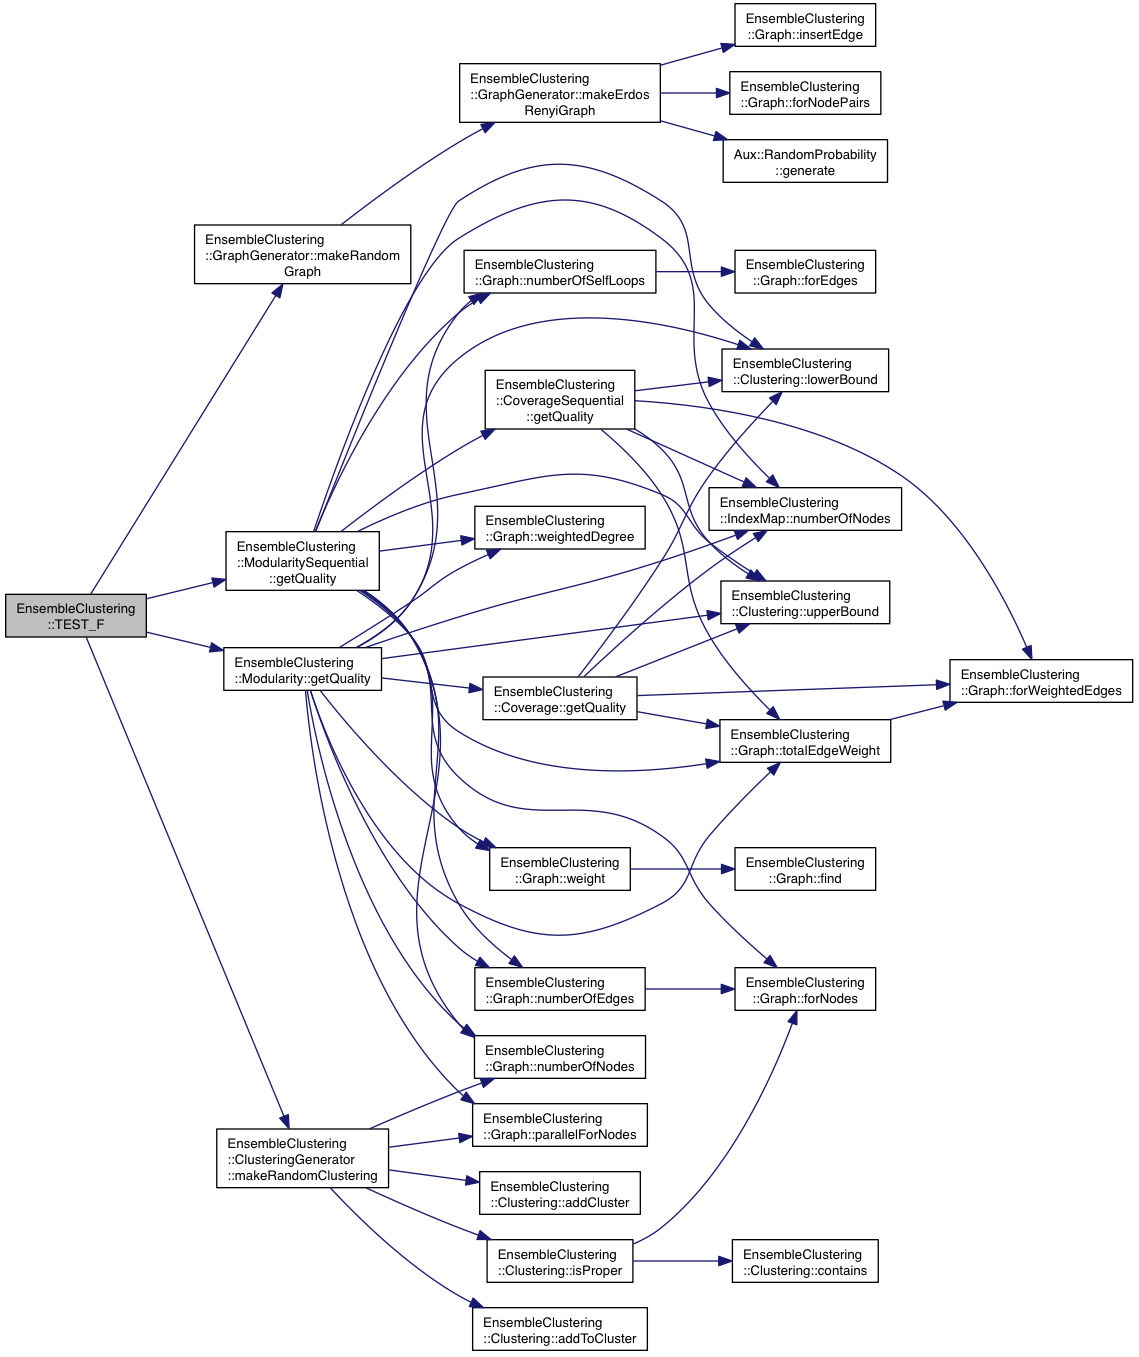 EnsembleClustering
::Graph::insertEdge
EnsembleClustering
::GraphGenerator::makeErdos
RenyiGraph
EnsembleClustering
::Graph::forNodePairs
Aux::RandomProbability
::generate
EnsembleClustering
::GraphGenerator::makeRandom
Graph
EnsembleClustering
::Graph::numberOfSelfLoops
EnsembleClustering
::Graph::forEdges
EnsembleClustering
::Clustering::lowerBound
EnsembleClustering
::CoverageSequential
::getQuality
EnsembleClustering
::IndexMap::numberOfNodes
EnsembleClustering
::Graph::weightedDegree
EnsembleClustering
::ModularitySequential
::getQuality
EnsembleClustering
::Clustering::upperBound
EnsembleClustering
::TEST_F
EnsembleClustering
::Modularity::getQuality
EnsembleClustering
::Graph::forWeightedEdges
EnsembleClustering
::Coverage::getQuality
EnsembleClustering
::Graph::totalEdgeWeight
EnsembleClustering
::Graph::weight
EnsembleClustering
::Graph::find
EnsembleClustering
::Graph::numberOfEdges
EnsembleClustering
::Graph::forNodes
EnsembleClustering
::Graph::numberOfNodes
EnsembleClustering
::Graph::parallelForNodes
EnsembleClustering
::ClusteringGenerator
::makeRandomClustering
EnsembleClustering
::Clustering::addCluster
EnsembleClustering
::Clustering::isProper
EnsembleClustering
::Clustering::contains
EnsembleClustering
::Clustering::addToCluster